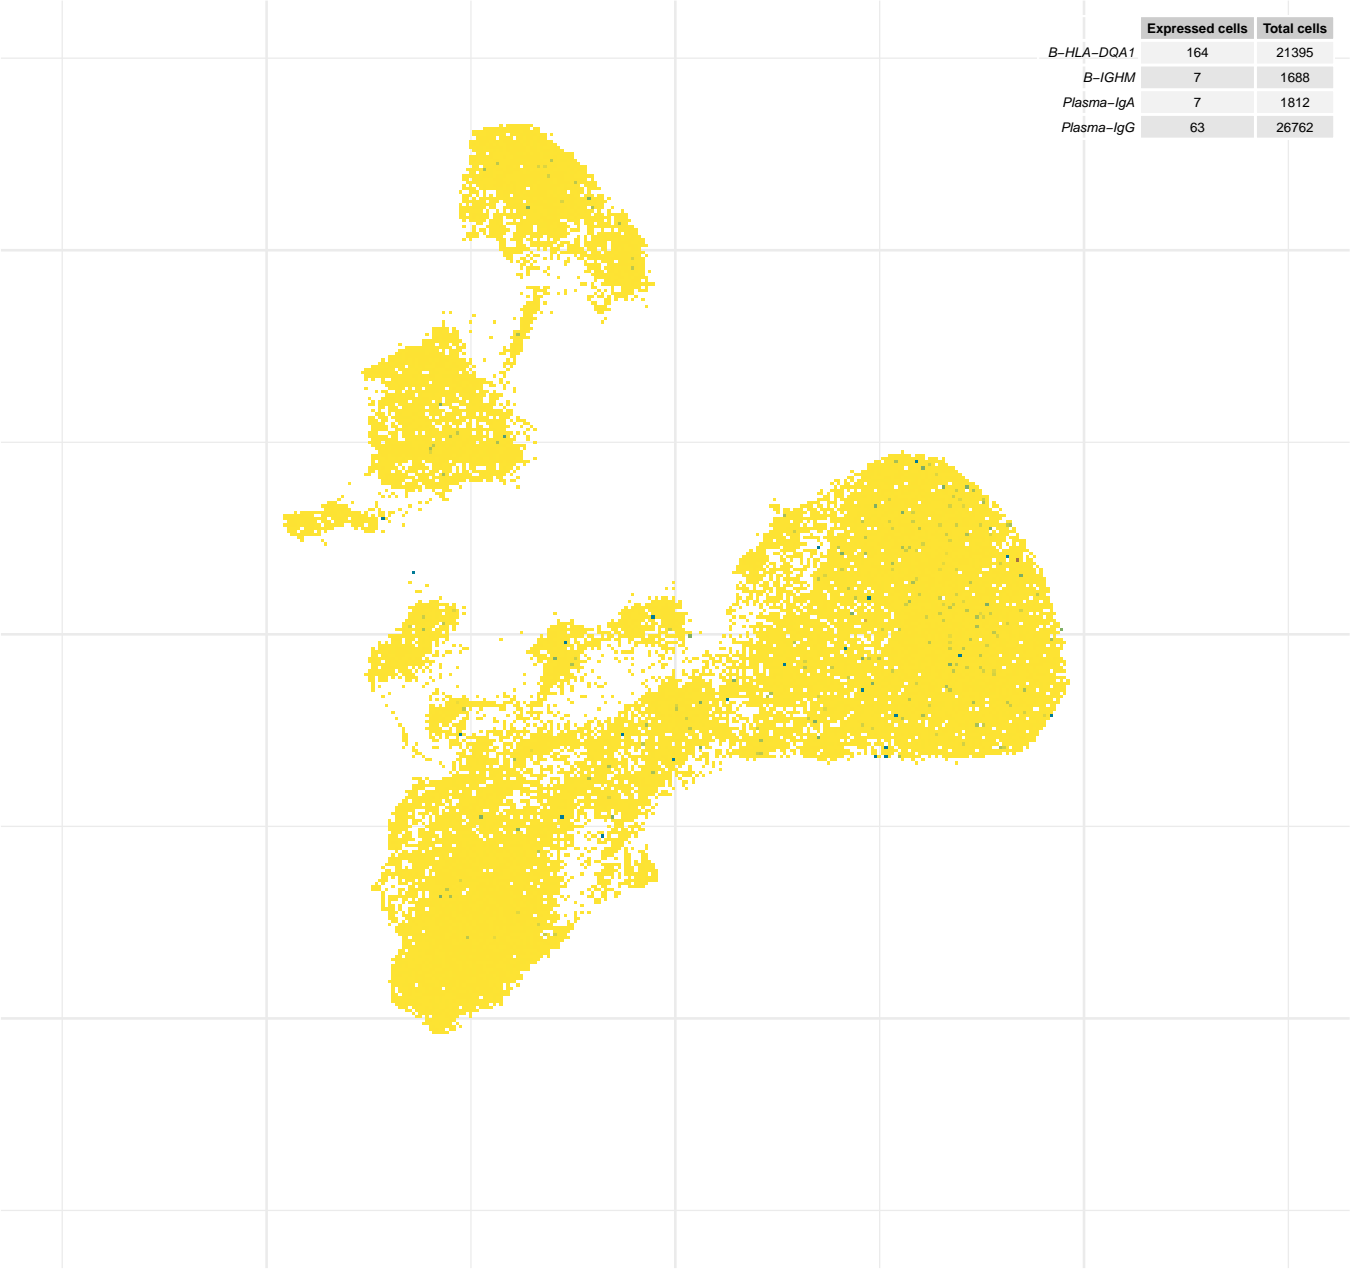 Expressed cells Total cells
B−HLA−DQA1 164 21395
B−IGHM 7 1688
Plasma−IgA 7 1812
Plasma−IgG 63 26762